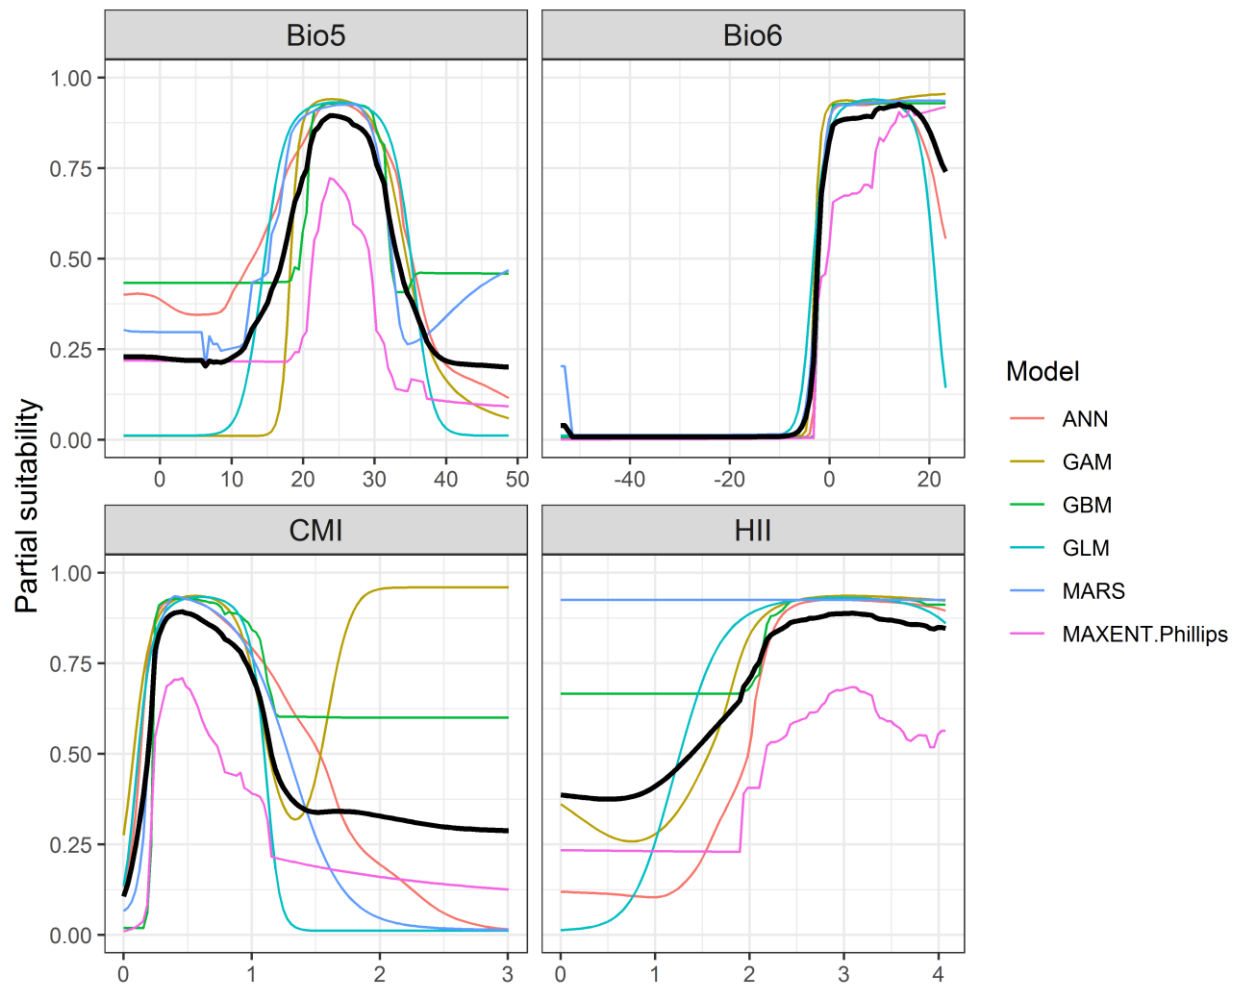 Bio5
Bio6
1.00
0.75
0.50
0.25
0.00
0 10 20 30 40 50
-40 -20 0 20
CMI
HII
1.00
0.75
0.50
0.25
0.00
0 1 2 3
0 1 2 3 4
Partial suitability
Model
ANN
GAM
GBM
GLM
MARS
MAXENT.Phillips